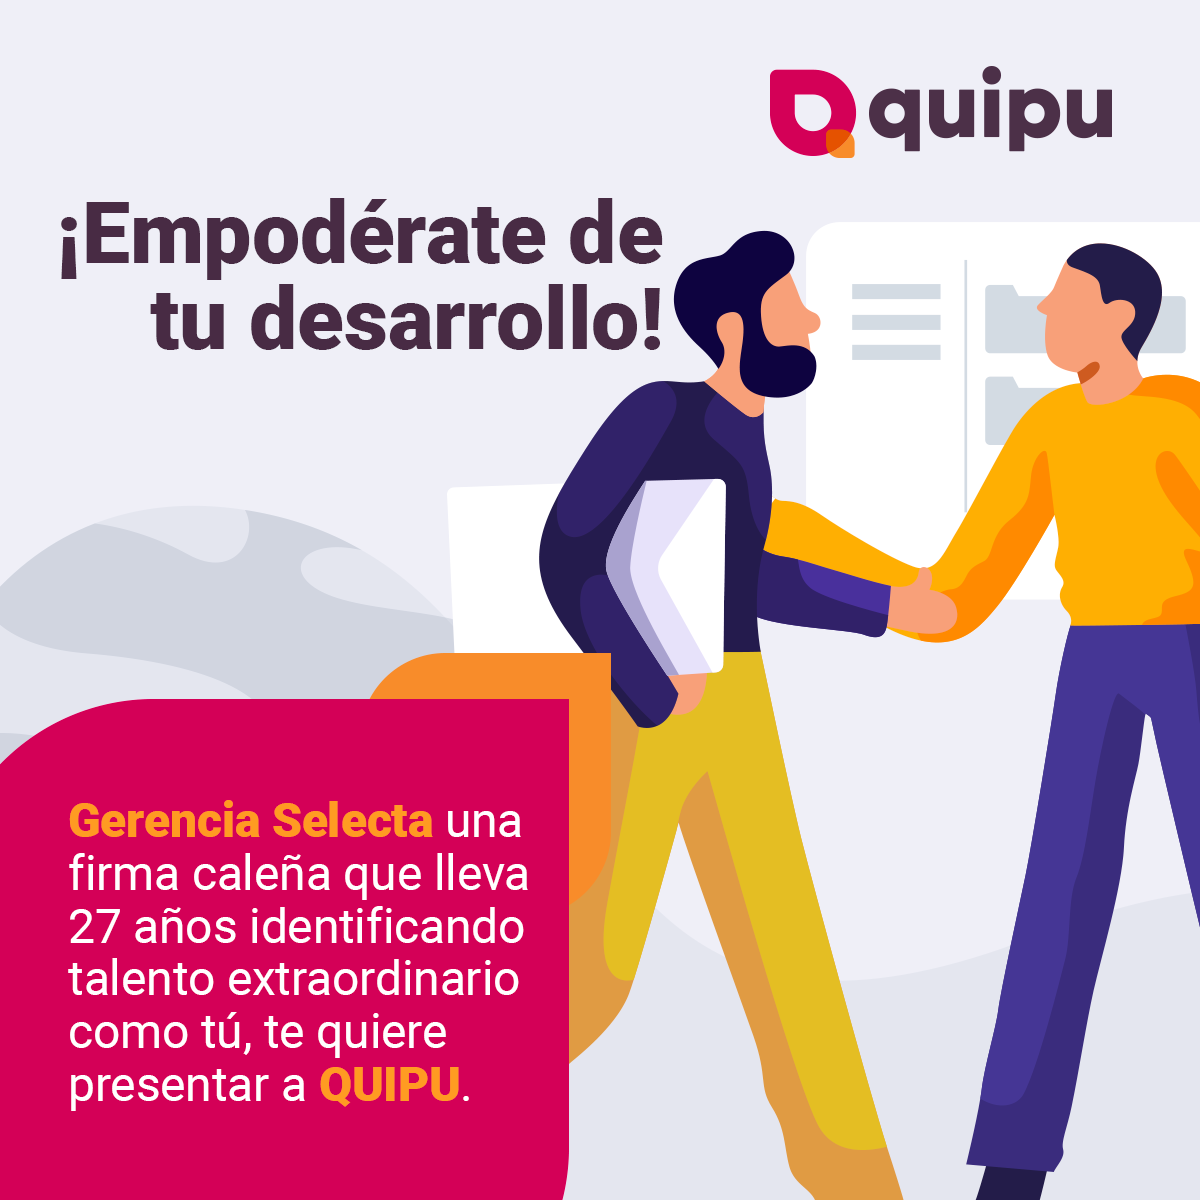 quipu
¡Empodérate de
tu desarrollo!
Gerencia Selecta una
firma caleña que lleva
27 años identificando
talento extraordinario
como tú, te quiere
presentar a QUIPU.